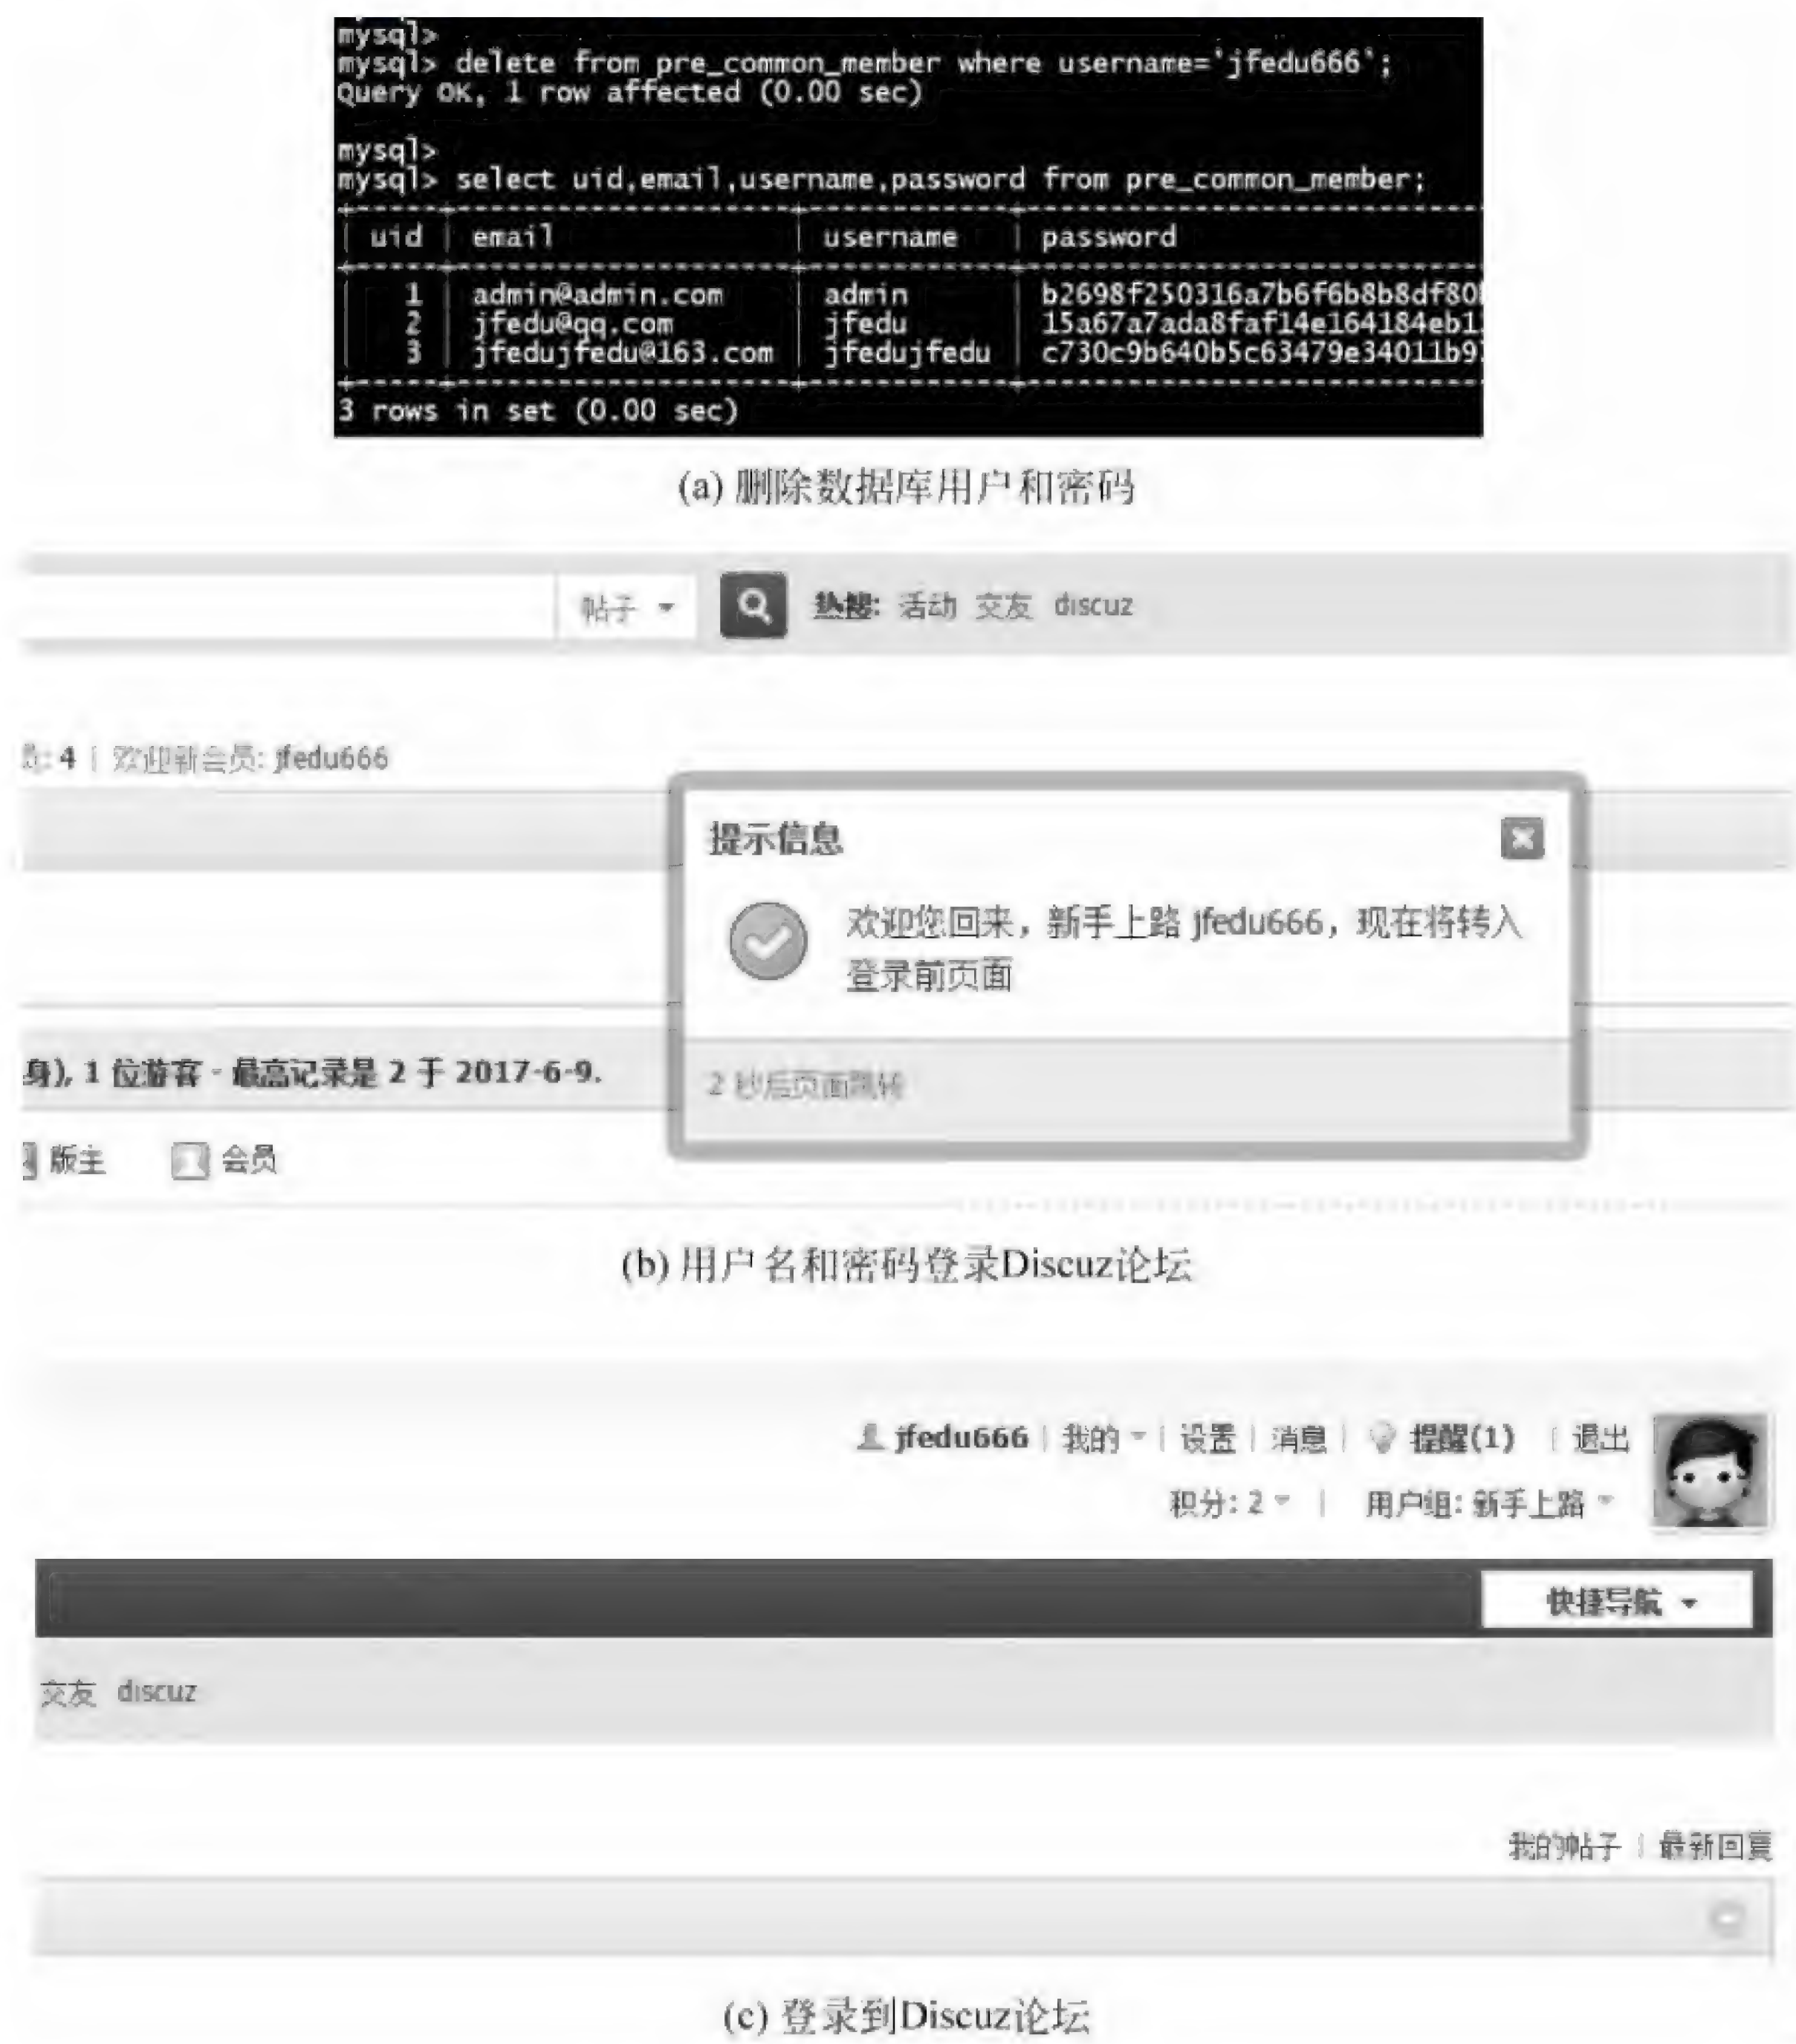 mysql>
mysql> delete from pre_common_member where username='jfedu666';
Query OK, 1 row affected (0.00 sec)
mysql>
mysql> select uid,email,username,password from pre_common_member;
uid email username password
1 admin@admin.com admin b2698f250316a7b6f6b8b8df80
2 jfedu@qq.com jfedu 15a67a7ada8faf14e164184eb1
3 jfedujfedu@163.com jfedujfedu c730c9b640b5c63479e34011b9
3 rows in set (0.00 sec)
(a) 删除数据库用户和密码
帖子 热搜: 活动 交友 discuz
员: 4 | 欢迎新会员: jfedu666
提示信息
欢迎您回来，新手上路 jfedu666，现在将转入
登录前页面
身), 1 位游客 - 最高记录是 2 于 2017-6-9.
2 秒后页面跳转
版主 会员
(b) 用户名和密码登录Discuz论坛
jfedu666 | 我的 | 设置 | 消息 | 提醒(1) | 退出
积分: 2 | 用户组: 新手上路
快捷导航
交友 discuz
我的帖子 | 最新回复
(c) 登录到Discuz论坛